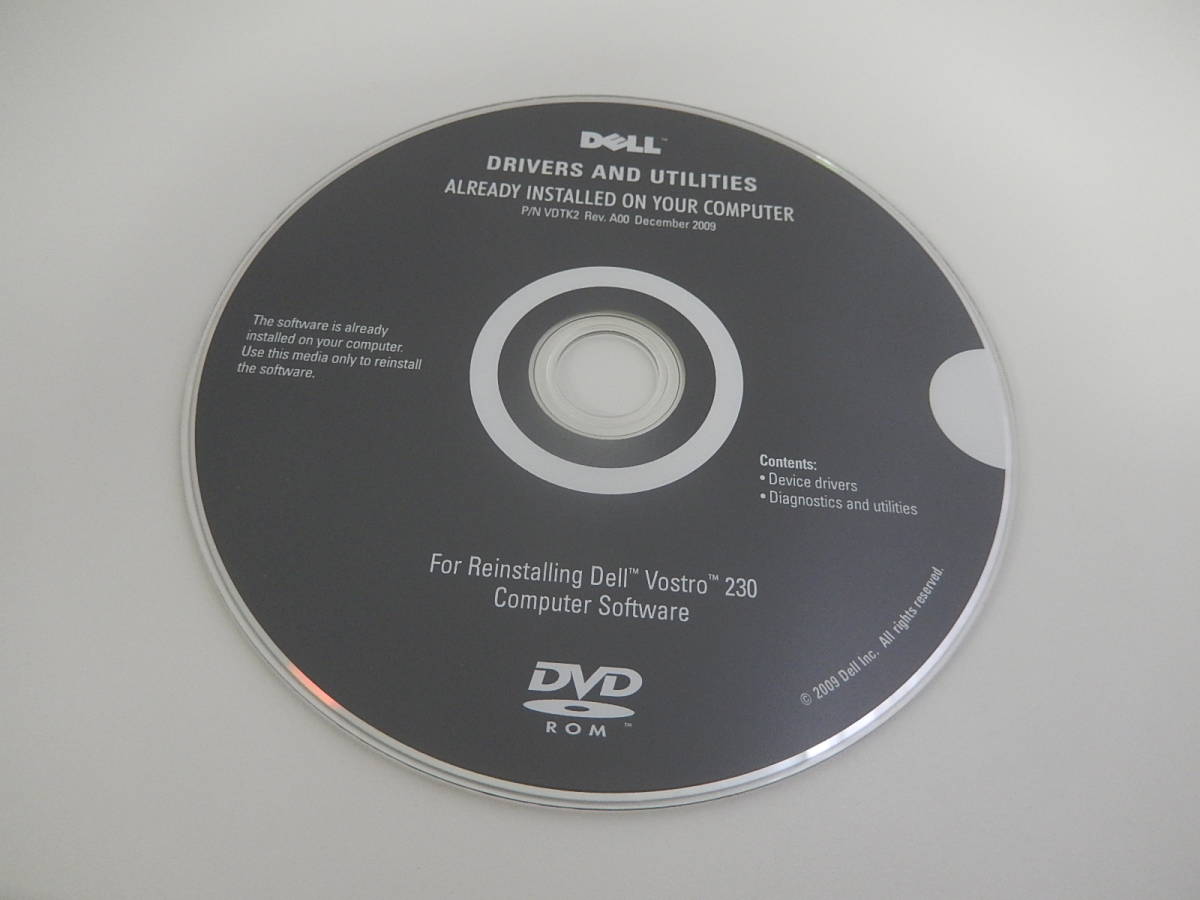 DELL™
DRIVERS AND UTILITIES
ALREADY INSTALLED ON YOUR COMPUTER
P/N VDTK2 Rev. A00 December 2009
The software is already
installed on your computer.
Use this media only to reinstall
the software.
Contents:
• Device drivers
• Diagnostics and utilities
For Reinstalling Dell™ Vostro™ 230
Computer Software
© 2009 Dell Inc. All rights reserved.
DVD
ROM ™